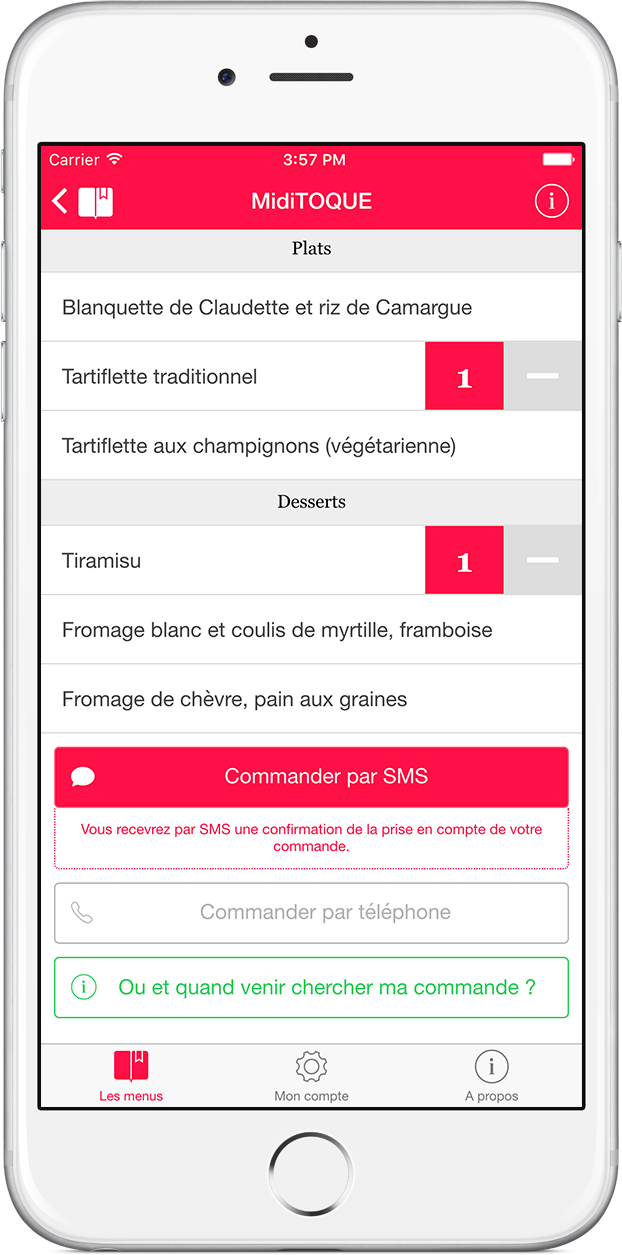 Carrier 3:57 PM
MidiTOQUE
Plats
Blanquette de Claudette et riz de Camargue
Tartiflette traditionnel 1
Tartiflette aux champignons (végétarienne)
Desserts
Tiramisu 1
Fromage blanc et coulis de myrtille, framboise
Fromage de chèvre, pain aux graines
Commander par SMS
Vous recevrez par SMS une confirmation de la prise en compte de votre
commande.
Commander par téléphone
Ou et quand venir chercher ma commande ?
Les menus Mon compte A propos